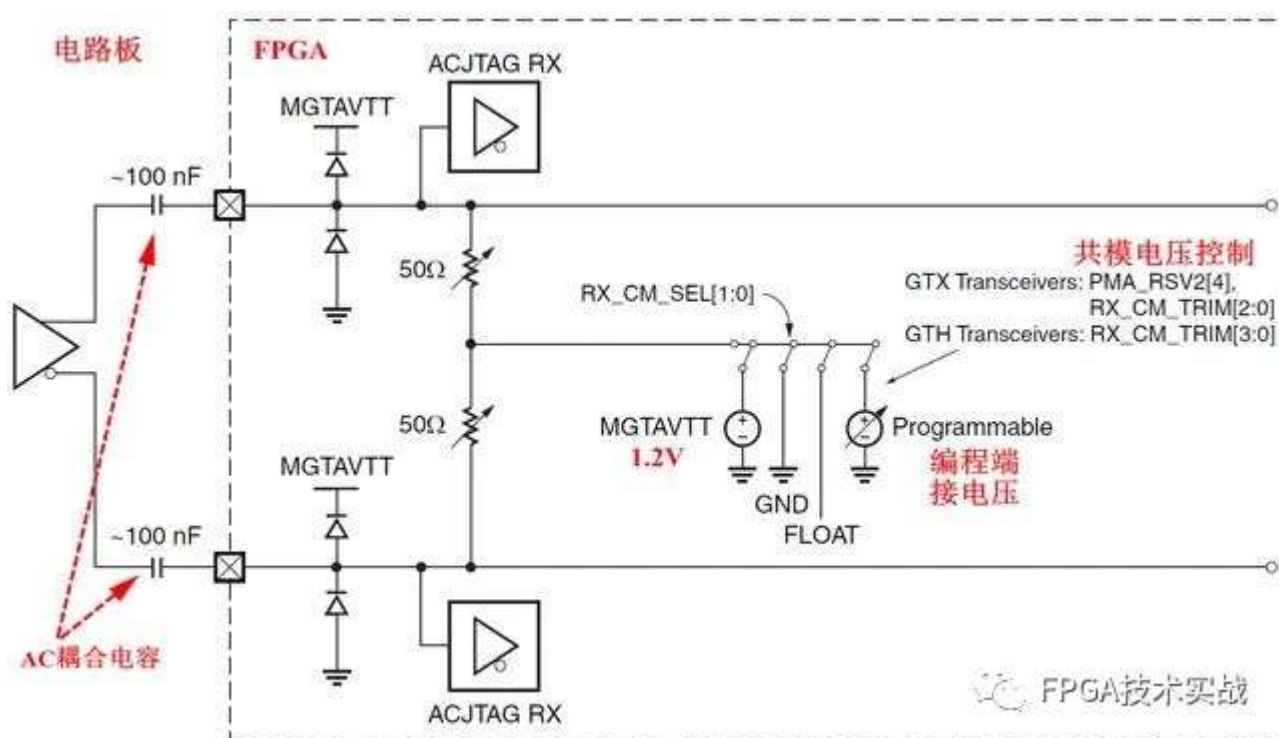 电路板
FPGA
ACJTAG RX
MGTAVTT
~100 nF
50Ω
共模电压控制
GTX Transceivers: PMA_RSV2[4],
RX_CM_TRIM[2:0]
GTH Transceivers: RX_CM_TRIM[3:0]
RX_CM_SEL[1:0]
50Ω
MGTAVTT
1.2V
+
−
+
−
Programmable
编程端
接电压
GND
FLOAT
MGTAVTT
~100 nF
AC耦合电容
ACJTAG RX
FPGA技术实战